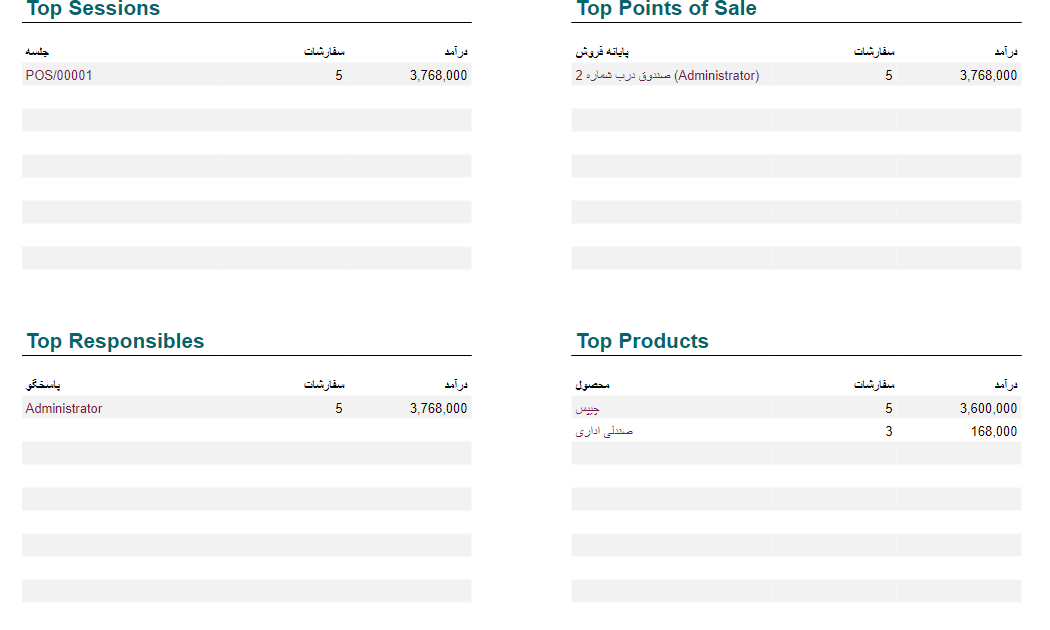 Top Sessions
جلسه سفارشات درآمد
POS/00001 5 3,768,000
Top Points of Sale
پایانه فروش سفارشات درآمد
صندوق درب شماره 2 (Administrator) 5 3,768,000
Top Responsibles
پاسخگو سفارشات درآمد
Administrator 5 3,768,000
Top Products
محصول سفارشات درآمد
چیپس 5 3,600,000
صندلی اداری 3 168,000